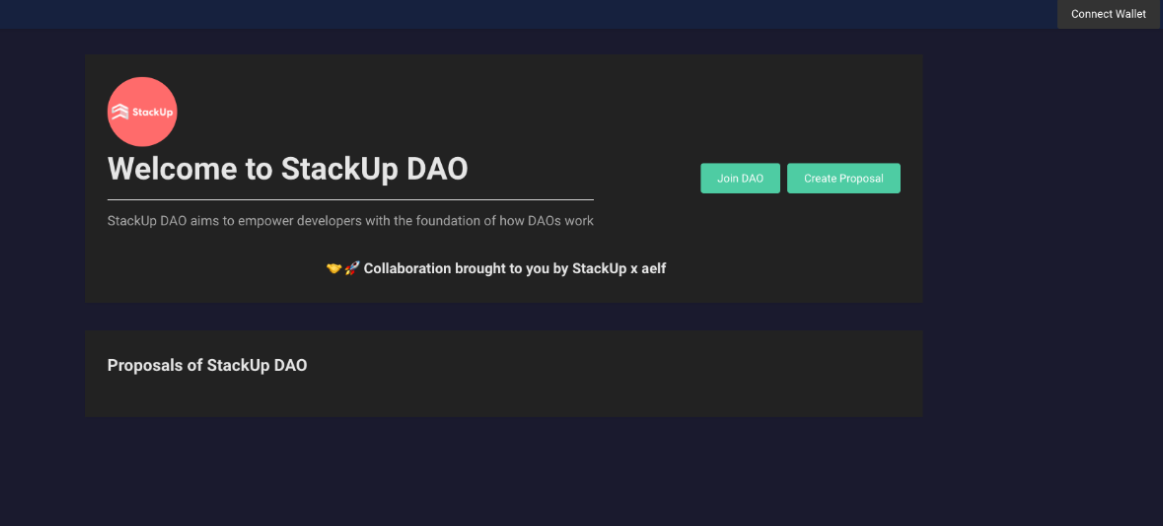 Connect Wallet
StackUp
Welcome to StackUp DAO
Join DAO
Create Proposal
StackUp DAO aims to empower developers with the foundation of how DAOs work
🤝🚀 Collaboration brought to you by StackUp x aelf
Proposals of StackUp DAO